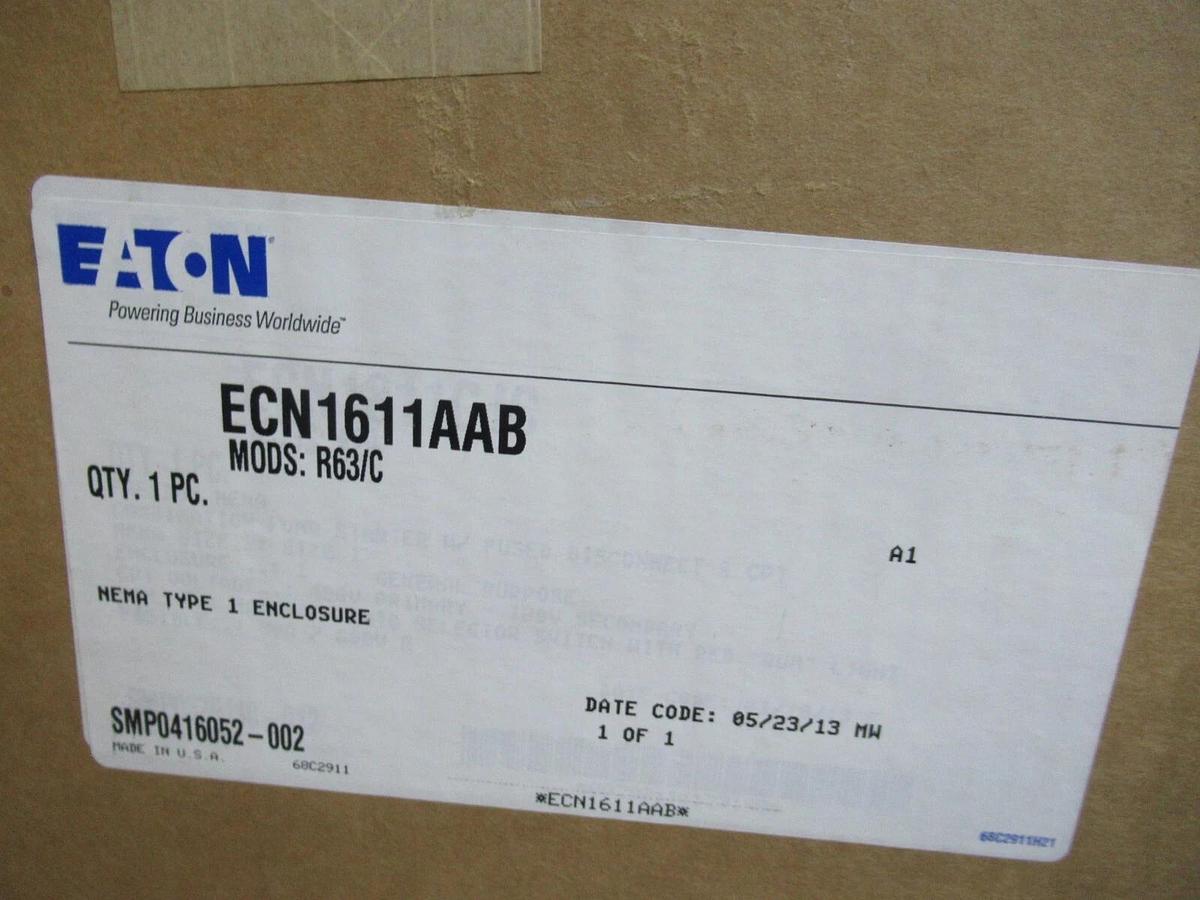 EATON
Powering Business Worldwide™
ECN1611AAB
MODS: R63/C
QTY. 1 PC.
A1
NEMA TYPE 1 ENCLOSURE
DATE CODE: 05/23/13 MW
1 OF 1
SMP0416052-002
MADE IN U.S.A.
68C2911
*ECN1611AAB*
68C2911H21